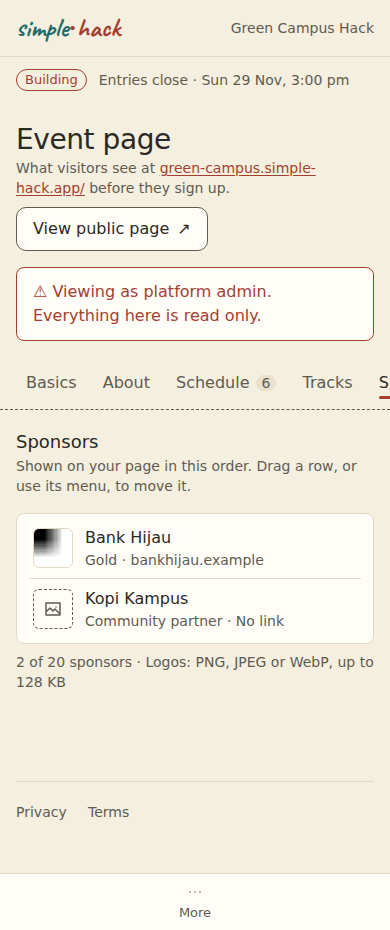 simple·hack
Green Campus Hack
Building
Entries close · Sun 29 Nov, 3:00 pm
Event page
What visitors see at green-campus.simple-
hack.app/ before they sign up.
View public page ↗
⚠ Viewing as platform admin.
Everything here is read only.
Basics About Schedule 6 Tracks S
Sponsors
Shown on your page in this order. Drag a row, or
use its menu, to move it.
Bank Hijau
Gold · bankhijau.example
Kopi Kampus
Community partner · No link
2 of 20 sponsors · Logos: PNG, JPEG or WebP, up to
128 KB
Privacy Terms
...
More